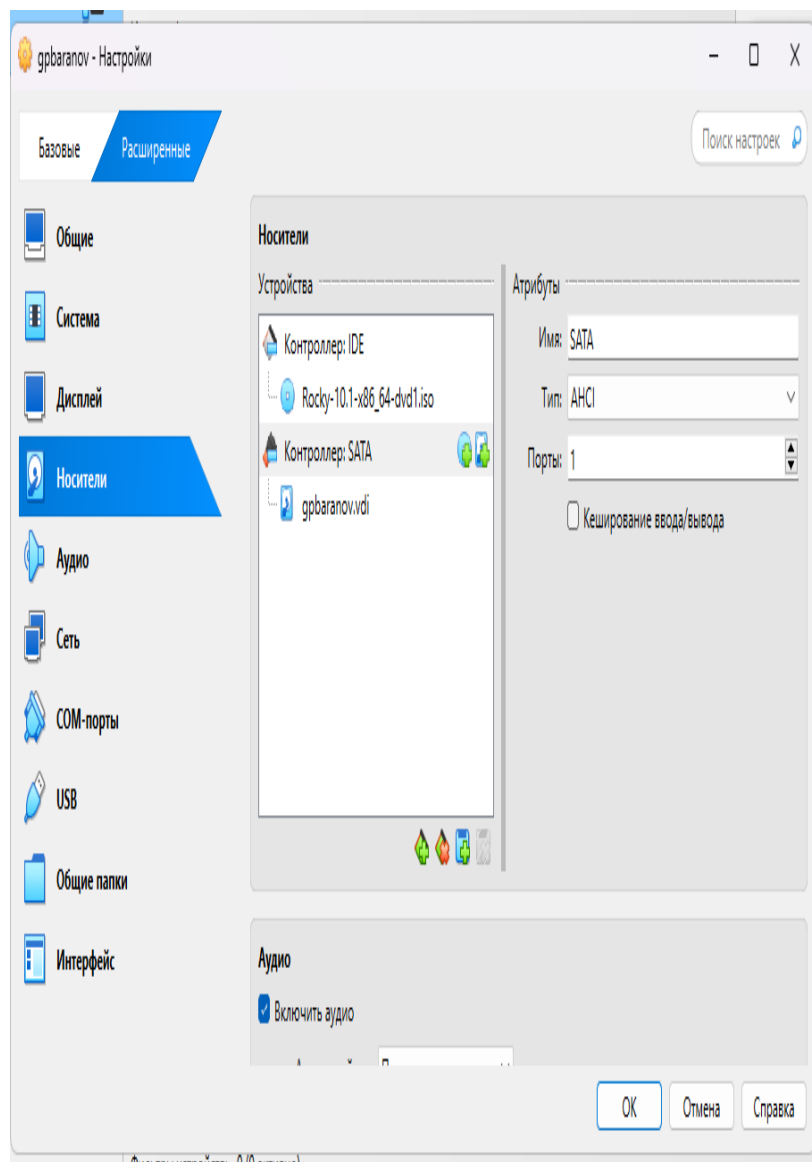 gpbaranov - Настройки
Базовые
Расширенные
Поиск настроек
Общие
Система
Дисплей
Носители
Аудио
Сеть
COM-порты
USB
Общие папки
Интерфейс
Носители
Устройства
Контроллер: IDE
Rocky-10.1-x86_64-dvd1.iso
Контроллер: SATA
gpbaranov.vdi
Атрибуты
Имя: SATA
Тип: AHCI
Порты: 1
Кеширование ввода/вывода
Аудио
Включить аудио
OK
Отмена
Справка